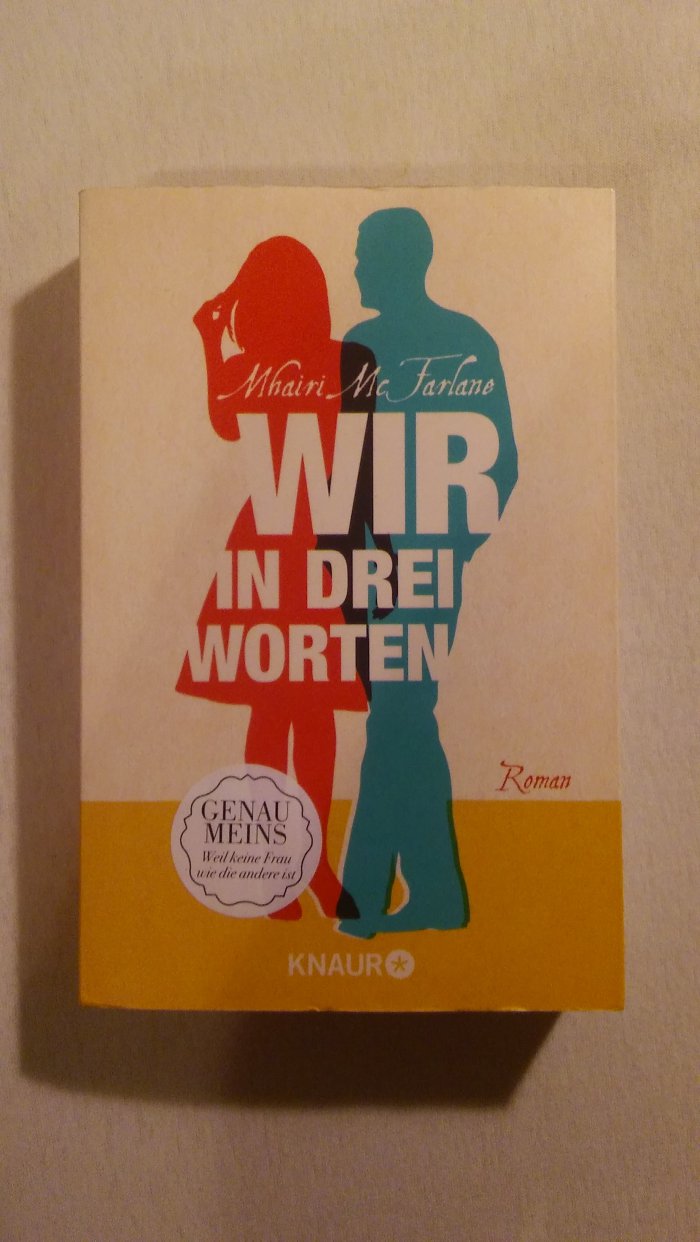 Mhairi McFarlane
WIR
IN DREI
WORTEN
Roman
GENAU
MEINS
Weil keine Frau
wie die andere ist
KNAUR